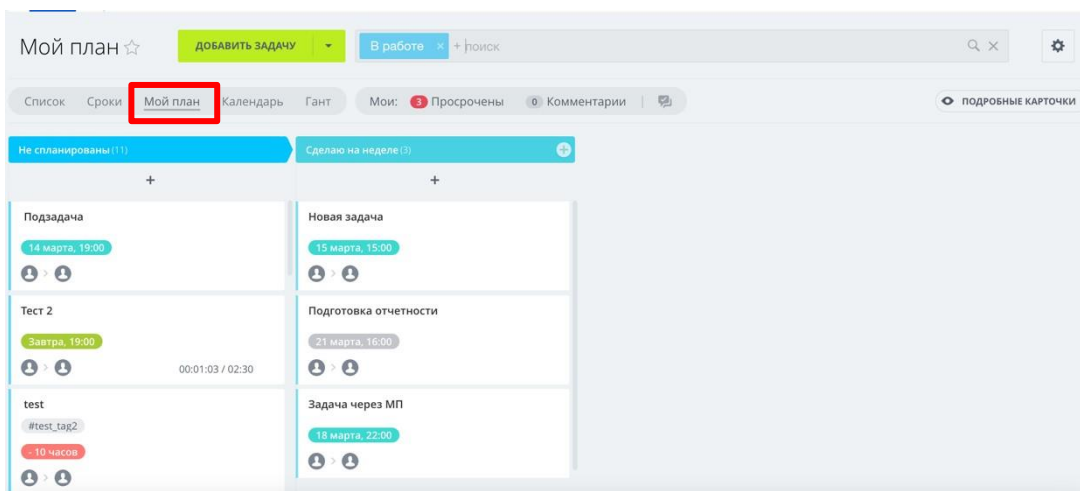 Мой план
ДОБАВИТЬ ЗАДАЧУ
В работе × + поиск
Список Сроки Мой план Календарь Гант
Мои: 3 Просрочены 0 Комментарии
ПОДРОБНЫЕ КАРТОЧКИ
Не спланированы (11)
+
Подзадача
14 марта, 19:00
Тест 2
Завтра, 19:00
00:01:03 / 02:30
test
#test_tag2
- 10 часов
Сделаю на неделе (3)
+
Новая задача
15 марта, 15:00
Подготовка отчетности
21 марта, 16:00
Задача через МП
18 марта, 22:00